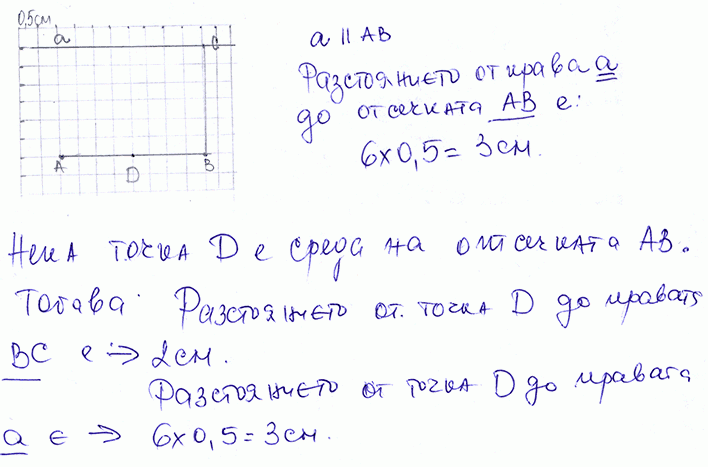 0,5см
a
C
A
D
B
a || AB
Разстоянието от права a
до отсечката AB е:
6x0,5 = 3см.
Нека точка D е среда на отсечката AB.
Тогава: Разстоянието от точка D до правата
BC е => 2см.
Разстоянието от точка D до правата
a е => 6x0,5 = 3см.